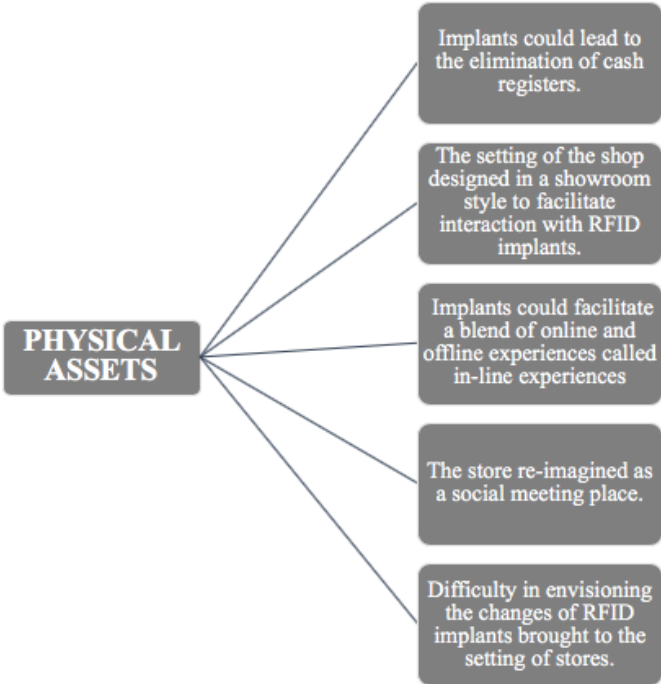 PHYSICAL
ASSETS
Implants could lead to
the elimination of cash
registers.
The setting of the shop
designed in a showroom
style to facilitate
interaction with RFID
implants.
Implants could facilitate
a blend of online and
offline experiences called
in-line experiences
The store re-imagined as
a social meeting place.
Difficulty in envisioning
the changes of RFID
implants brought to the
setting of stores.